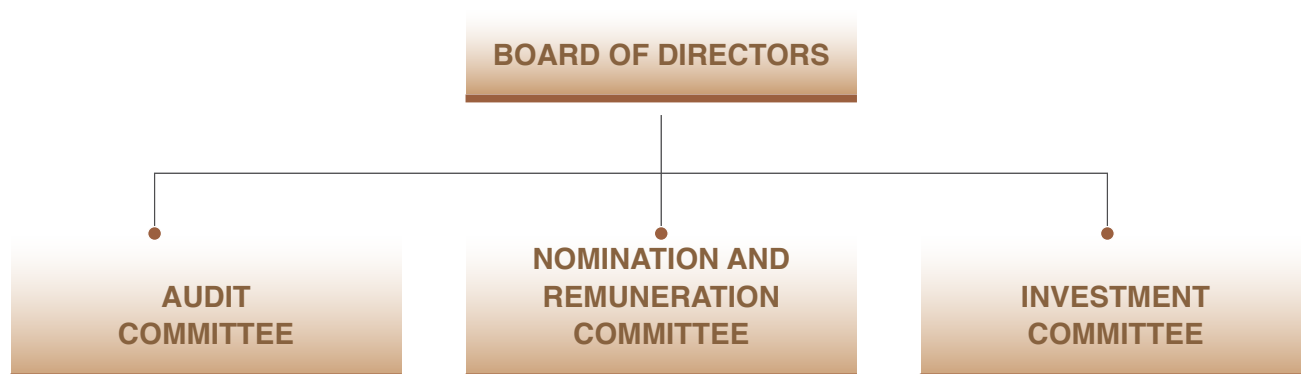 BOARD OF DIRECTORS
AUDIT
COMMITTEE
NOMINATION AND
REMUNERATION
COMMITTEE
INVESTMENT
COMMITTEE